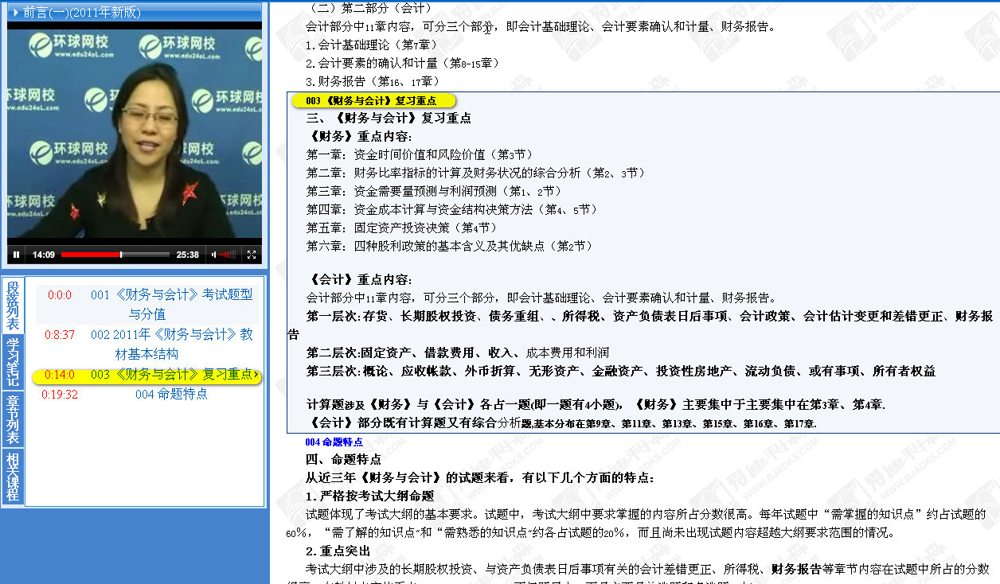 前言(一)(2011年新版)
环球网校
www.edu24oL.com
环球网校
www.edu24oL.com
环球网校
www.edu24oL.com
环球网校
www.edu24oL.com
环球网校
www.edu24oL.com
14:09
25:38
段落列表
学习笔记
章节列表
相关课程
0:0:0 001 《财务与会计》考试题型
与分值
0:8:37 002 2011年《财务与会计》教
材基本结构
0:14:0 003 《财务与会计》复习重点
0:19:32 004 命题特点
（二）第二部分（会计）
会计部分中11章内容，可分三个部分，即会计基础理论、会计要素确认和计量、财务报告。
1.会计基础理论（第7章）
2.会计要素的确认和计量（第8-15章）
3.财务报告（第16、17章）
003 《财务与会计》复习重点
三、《财务与会计》复习重点
《财务》重点内容:
第一章：资金时间价值和风险价值（第3节）
第二章：财务比率指标的计算及财务状况的综合分析（第2、3节）
第三章：资金需要量预测与利润预测（第1、2节）
第四章：资金成本计算与资金结构决策方法（第4、5节）
第五章：固定资产投资决策（第4节）
第六章：四种股利政策的基本含义及其优缺点（第2节）
《会计》重点内容:
会计部分中11章内容，可分三个部分，即会计基础理论、会计要素确认和计量、财务报告。
第一层次:存货、长期股权投资、债务重组、、所得税、资产负债表日后事项、会计政策、会计估计变更和差错更正、财务报
告
第二层次:固定资产、借款费用、收入、成本费用和利润
第三层次:概论、应收帐款、外币折算、无形资产、金融资产、投资性房地产、流动负债、或有事项、所有者权益
计算题涉及《财务》与《会计》各占一题(即一题有4小题)，《财务》主要集中于主要集中在第3章、第4章.
《会计》部分既有计算题又有综合分析题,基本分布在第9章、第11章、第13章、第15章、第16章、第17章.
004 命题特点
四、命题特点
从近三年《财务与会计》的试题来看，有以下几个方面的特点：
1.严格按考试大纲命题
试题体现了考试大纲的基本要求。试题中，考试大纲中要求掌握的内容所占分数很高。每年试题中“需掌握的知识点”约占试题的
60%，“需了解的知识点”和“需熟悉的知识点”约各占试题的20%，而且尚未出现试题内容超越大纲要求范围的情况。
2.重点突出
考试大纲中涉及的长期股权投资、与资产负债表日后事项有关的会计差错更正、所得税、财务报告等章节内容在试题中所占的分数